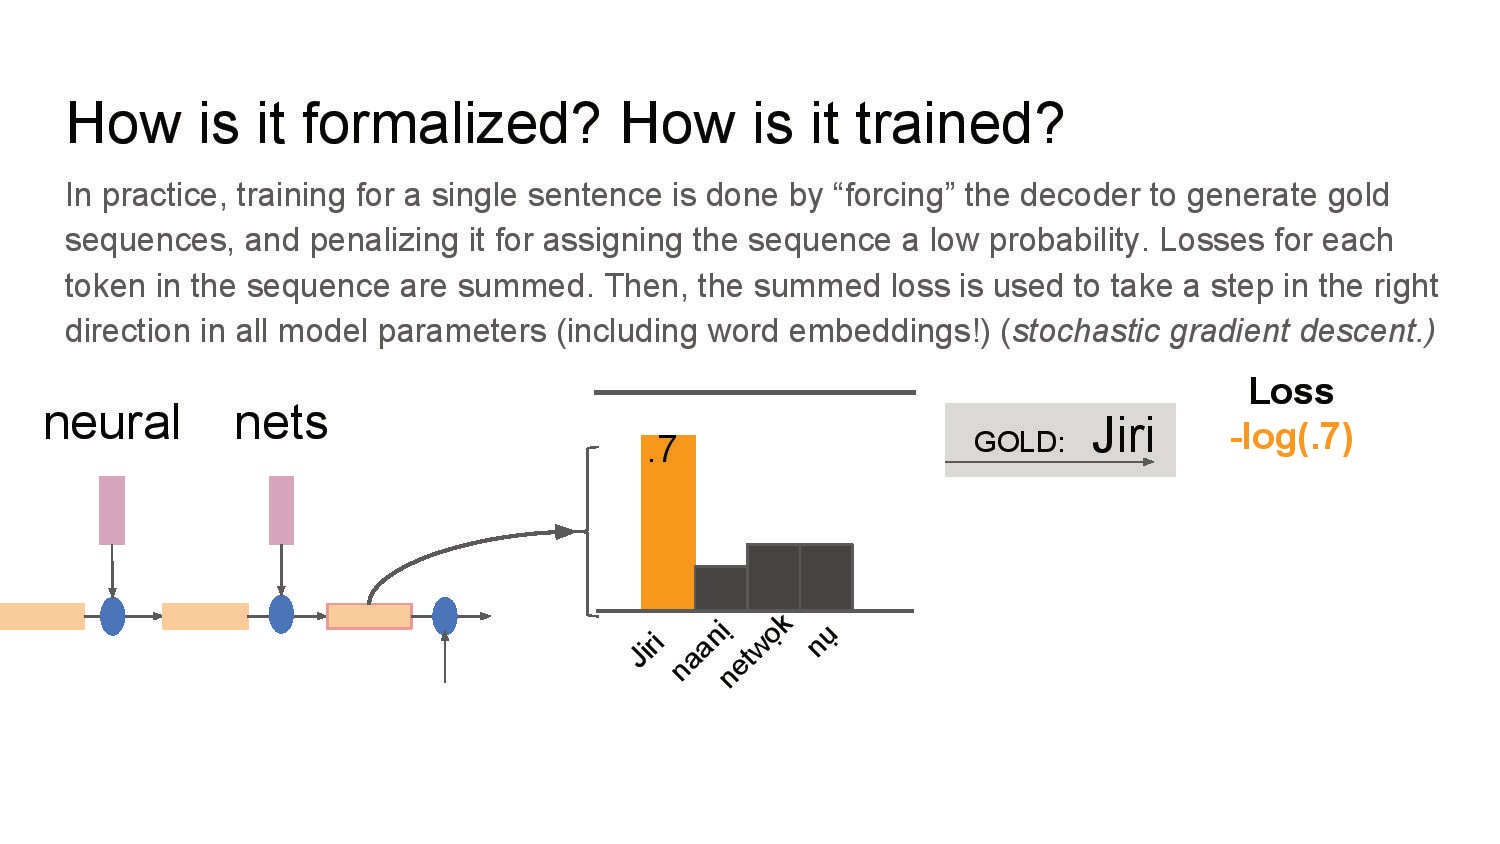 How is it formalized? How is it trained?
In practice, training for a single sentence is done by “forcing” the decoder to generate gold
sequences, and penalizing it for assigning the sequence a low probability. Losses for each
token in the sequence are summed. Then, the summed loss is used to take a step in the right
direction in all model parameters (including word embeddings!) (stochastic gradient descent.)
neural nets
.7
Jiri
naanị
netwọk
nụ
GOLD: Jiri
Loss
-log(.7)